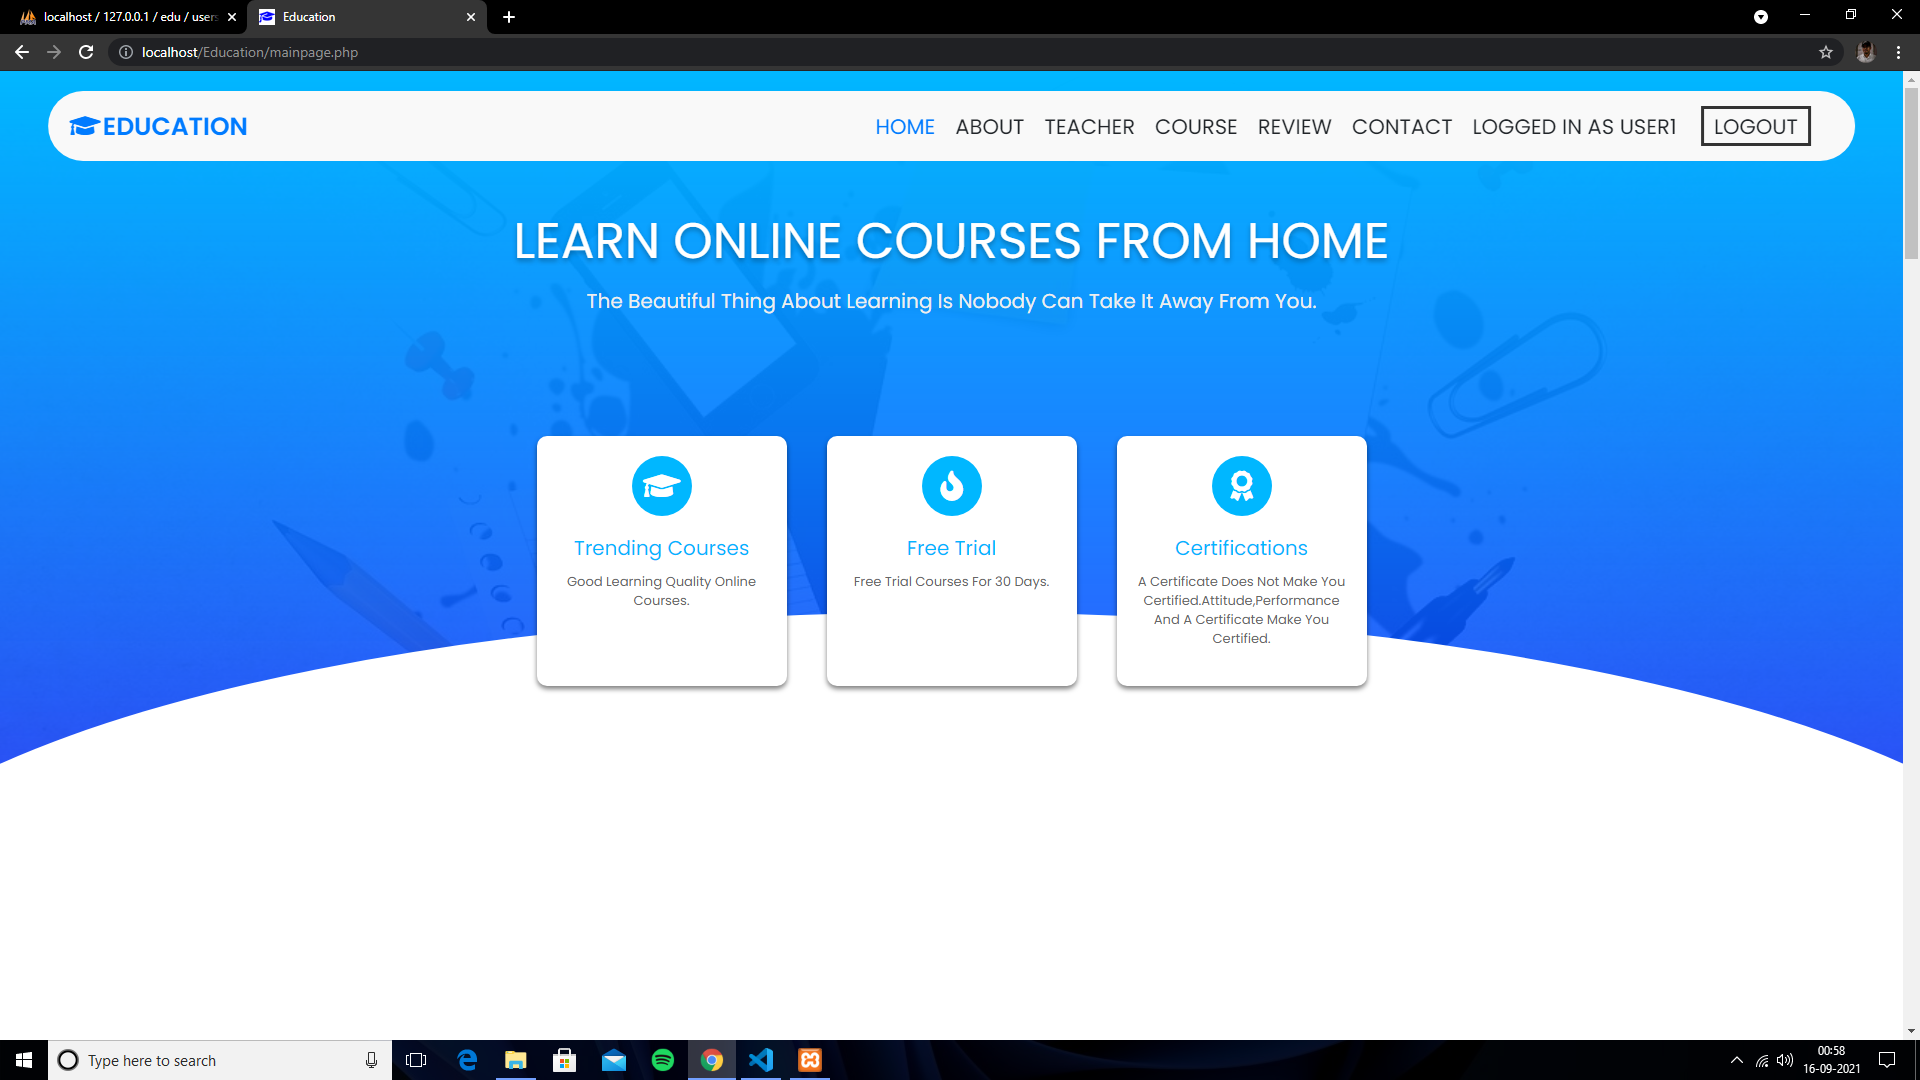 localhost / 127.0.0.1 / edu / users
Education
localhost/Education/mainpage.php
EDUCATION
HOME
ABOUT
TEACHER
COURSE
REVIEW
CONTACT
LOGGED IN AS USER1
LOGOUT
LEARN ONLINE COURSES FROM HOME
The Beautiful Thing About Learning Is Nobody Can Take It Away From You.
Trending Courses
Good Learning Quality Online
Courses.
Free Trial
Free Trial Courses For 30 Days.
Certifications
A Certificate Does Not Make You
Certified.Attitude,Performance
And A Certificate Make You
Certified.
Type here to search
00:58
16-09-2021